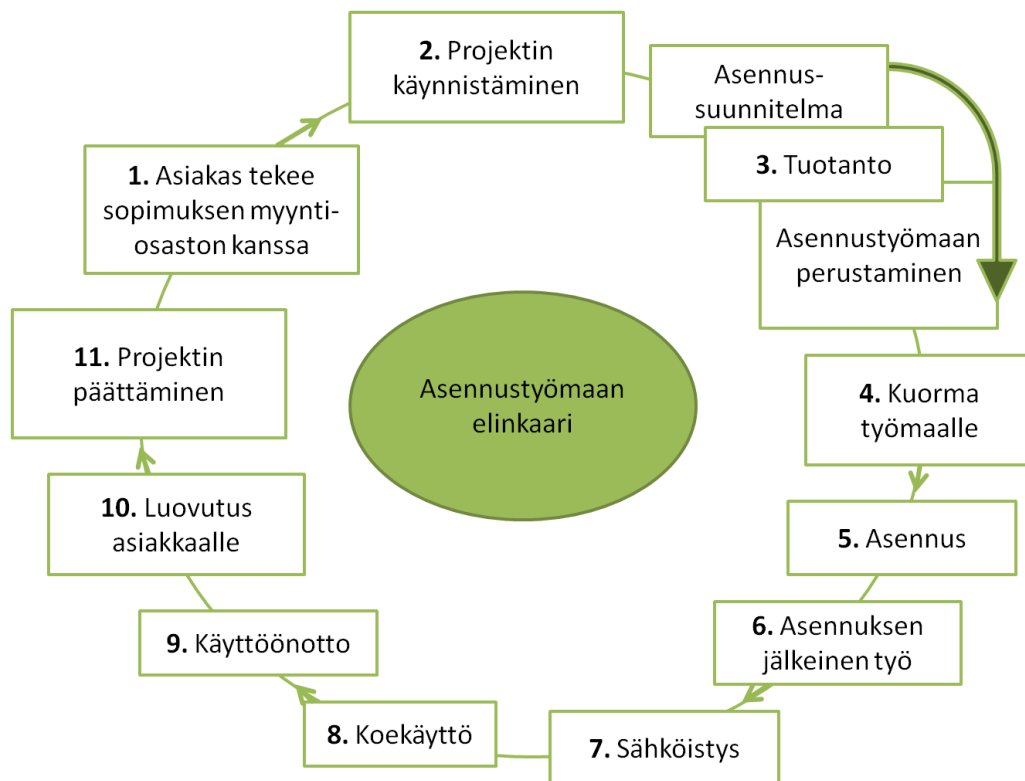 2. Projektin
käynnistäminen
Asennus-
suunnitelma
3. Tuotanto
1. Asiakas tekee
sopimuksen myynti-
osaston kanssa
Asennustyömaan
perustaminen
11. Projektin
päättäminen
Asennustyömaan
elinkaari
4. Kuorma
työmaalle
10. Luovutus
asiakkaalle
5. Asennus
9. Käyttöönotto
6. Asennuksen
jälkeinen työ
8. Koekäyttö
7. Sähköistys